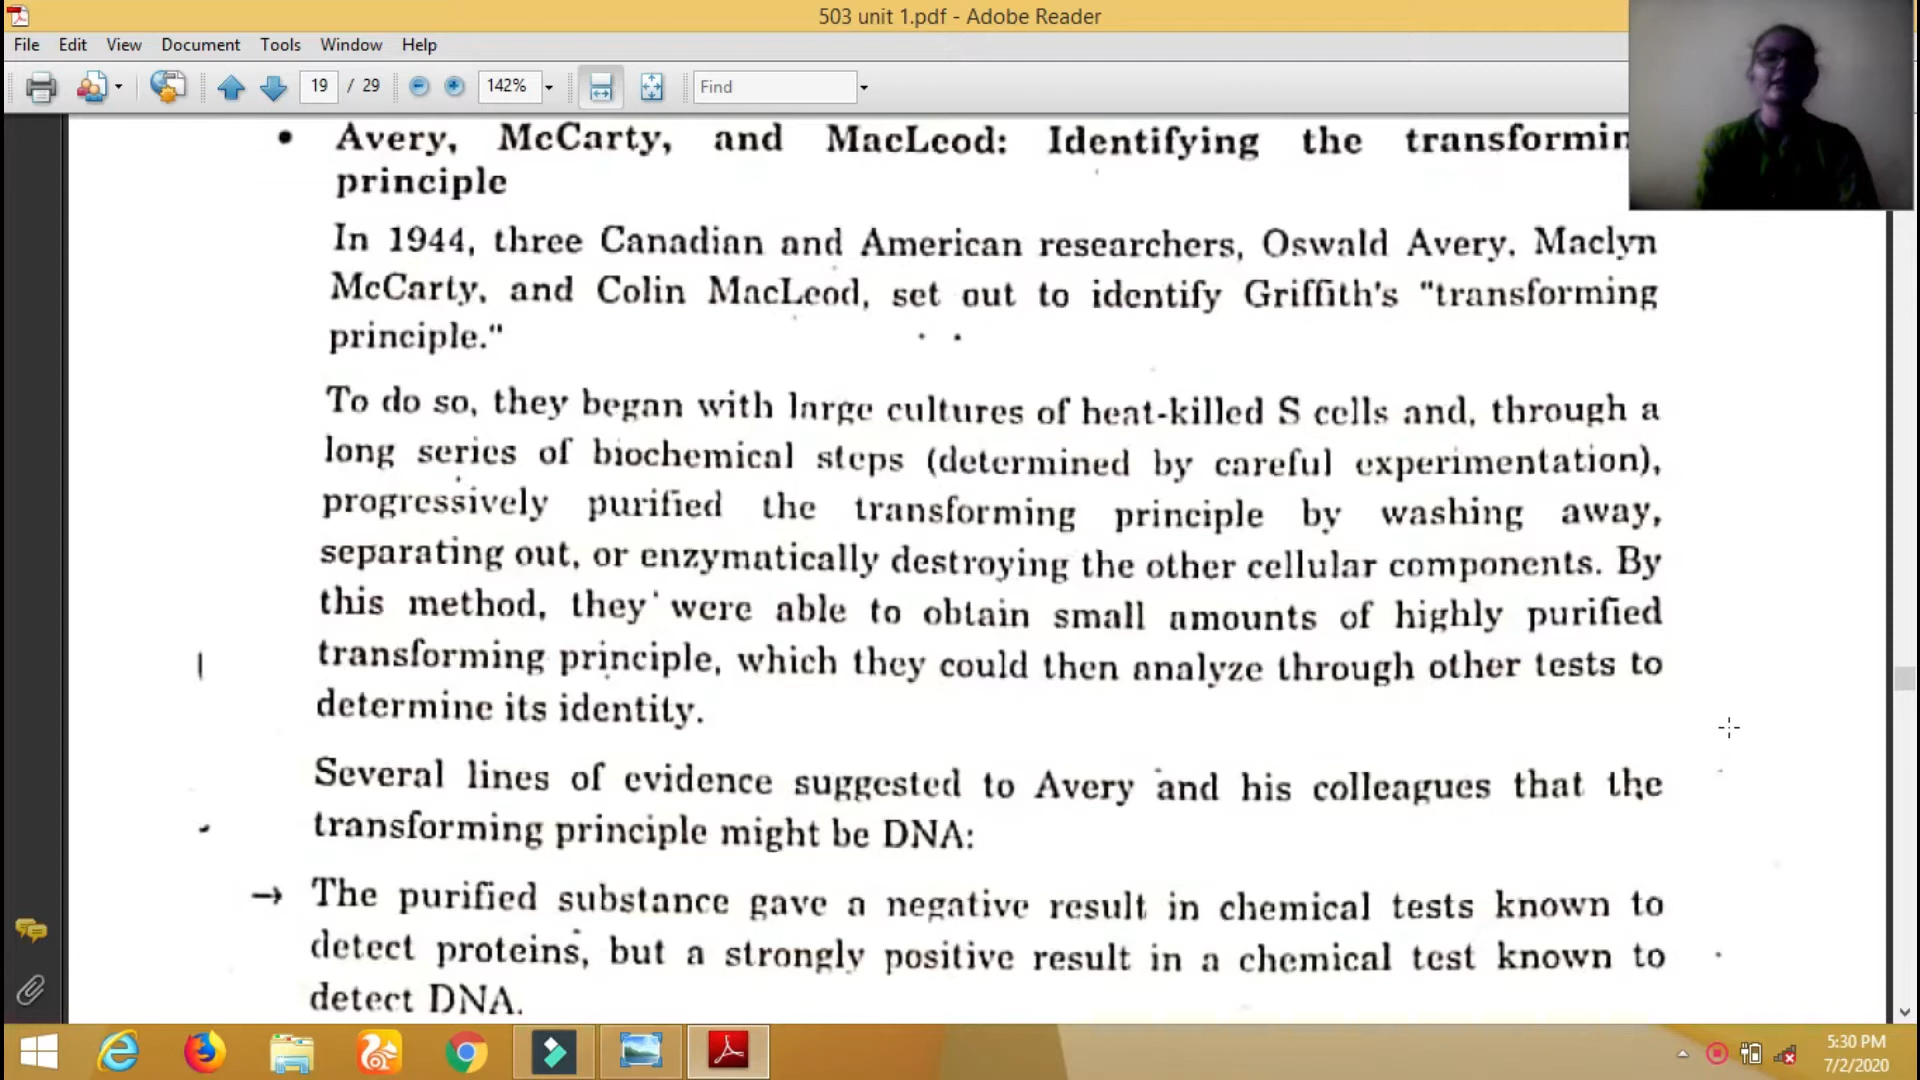 503 unit 1.pdf - Adobe Reader
File Edit View Document Tools Window Help
19 / 29 142% Find
• Avery, McCarty, and MacLeod: Identifying the transformin
principle
In 1944, three Canadian and American researchers, Oswald Avery, Maclyn
McCarty, and Colin MacLeod, set out to identify Griffith's "transforming
principle."
To do so, they began with large cultures of heat-killed S cells and, through a
long series of biochemical steps (determined by careful experimentation),
progressively purified the transforming principle by washing away,
separating out, or enzymatically destroying the other cellular components. By
this method, they were able to obtain small amounts of highly purified
transforming principle, which they could then analyze through other tests to
determine its identity.
Several lines of evidence suggested to Avery and his colleagues that the
transforming principle might be DNA:
→ The purified substance gave a negative result in chemical tests known to
detect proteins, but a strongly positive result in a chemical test known to
detect DNA.
5:30 PM
7/2/2020